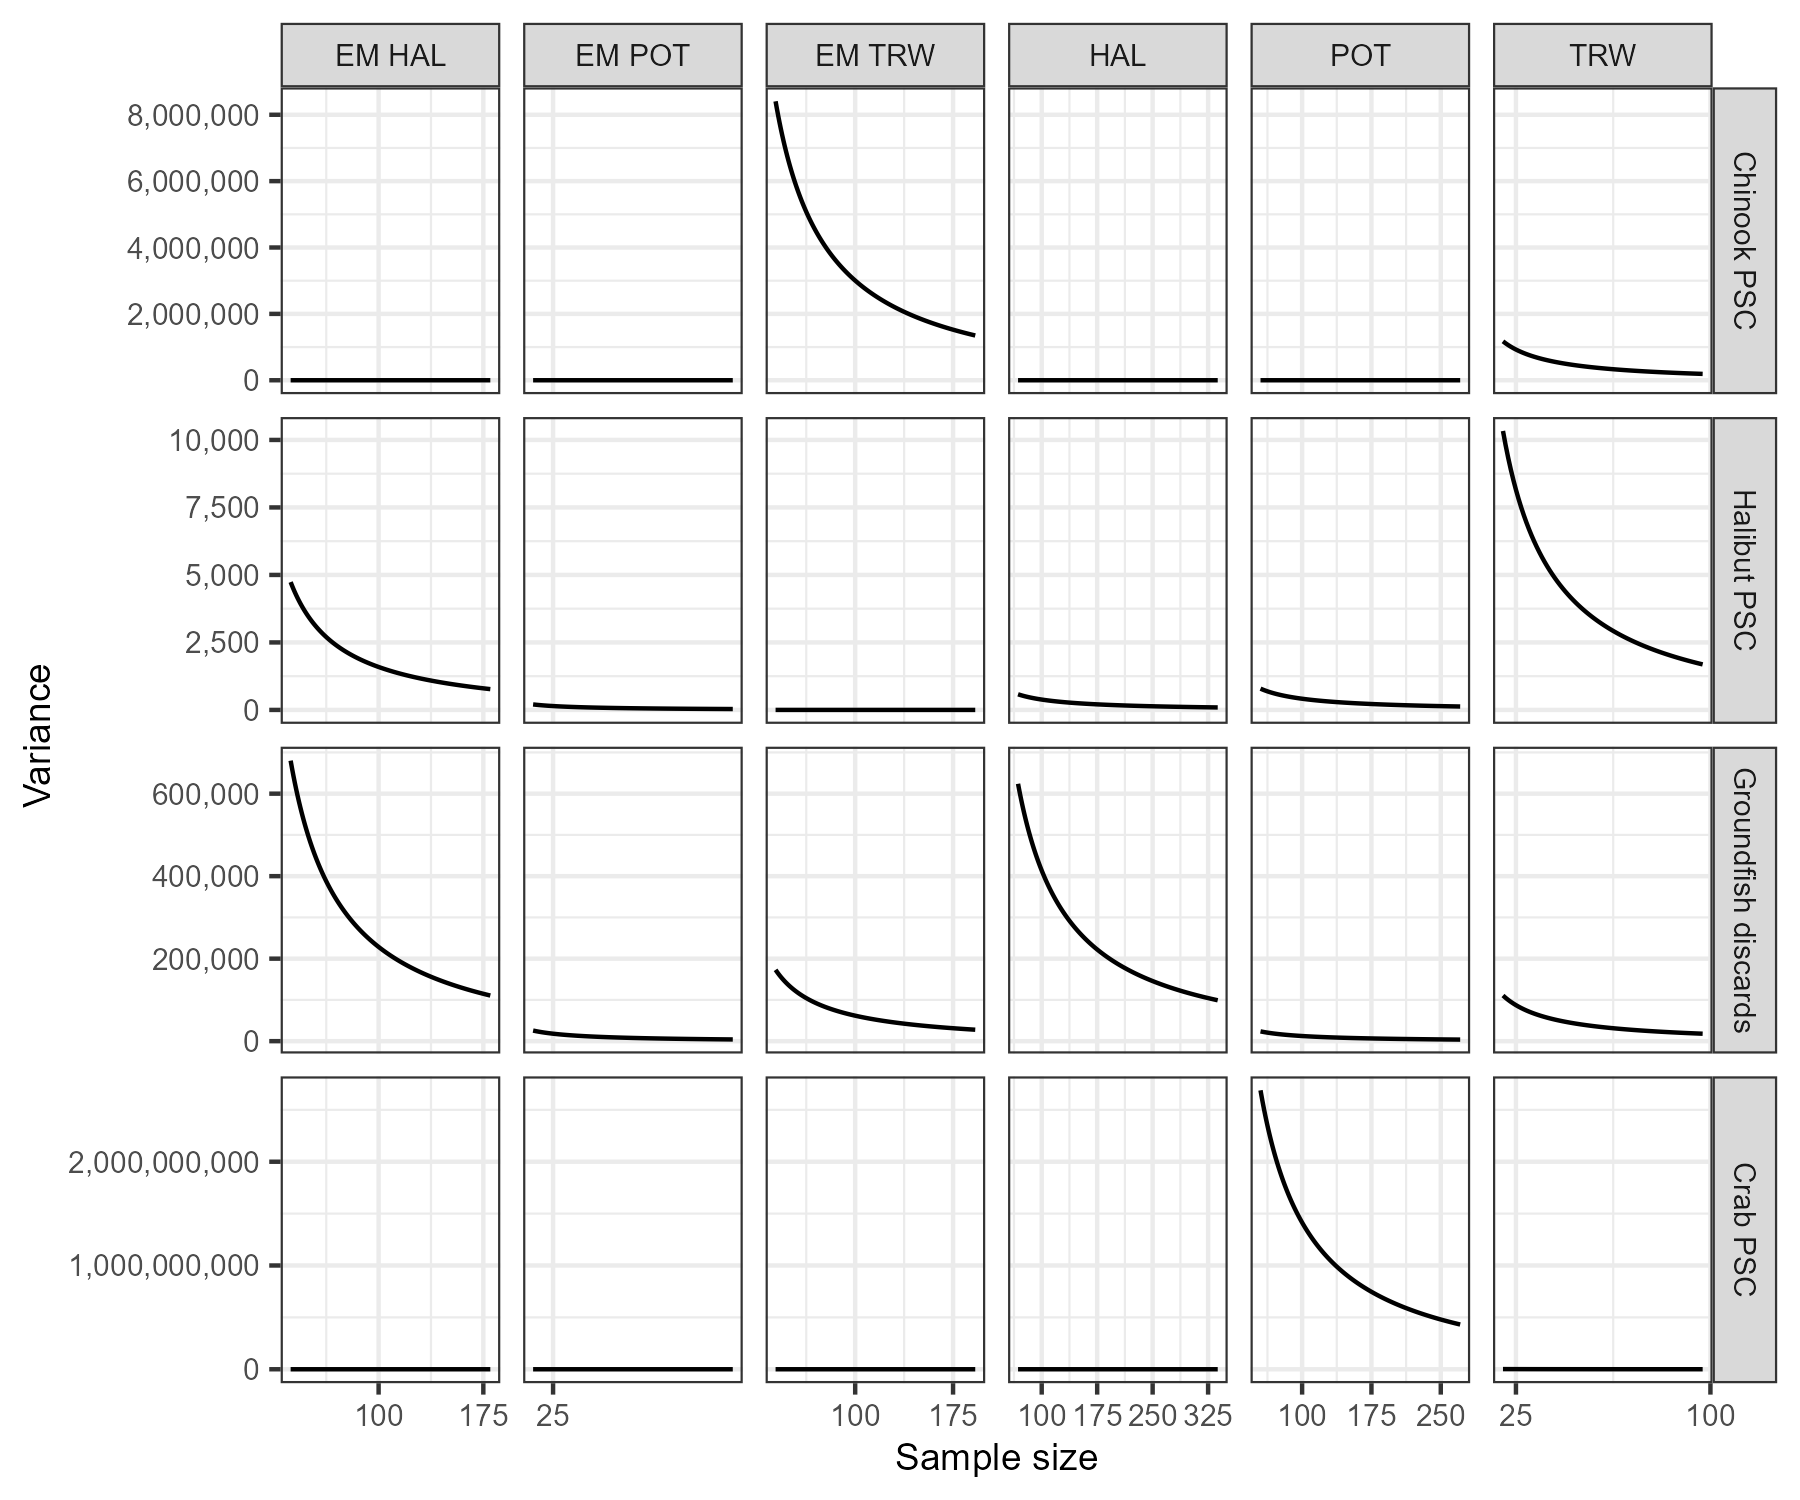 EM HAL EM POT EM TRW HAL POT TRW
8,000,000
6,000,000
4,000,000
2,000,000
0
Chinook PSC
10,000
7,500
5,000
2,500
0
Halibut PSC
Variance
600,000
400,000
200,000
0
Groundfish discards
2,000,000,000
1,000,000,000
0
Crab PSC
100 175 25 100 175 100 175 250 325 100 175 250 25 100
Sample size